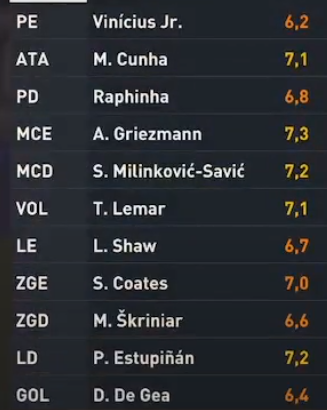 PE Vinícius Jr. 6,2
ATA M. Cunha 7,1
PD Raphinha 6,8
MCE A. Griezmann 7,3
MCD S. Milinković-Savić 7,2
VOL T. Lemar 7,1
LE L. Shaw 6,7
ZGE S. Coates 7,0
ZGD M. Škriniar 6,6
LD P. Estupiñán 7,2
GOL D. De Gea 6,4